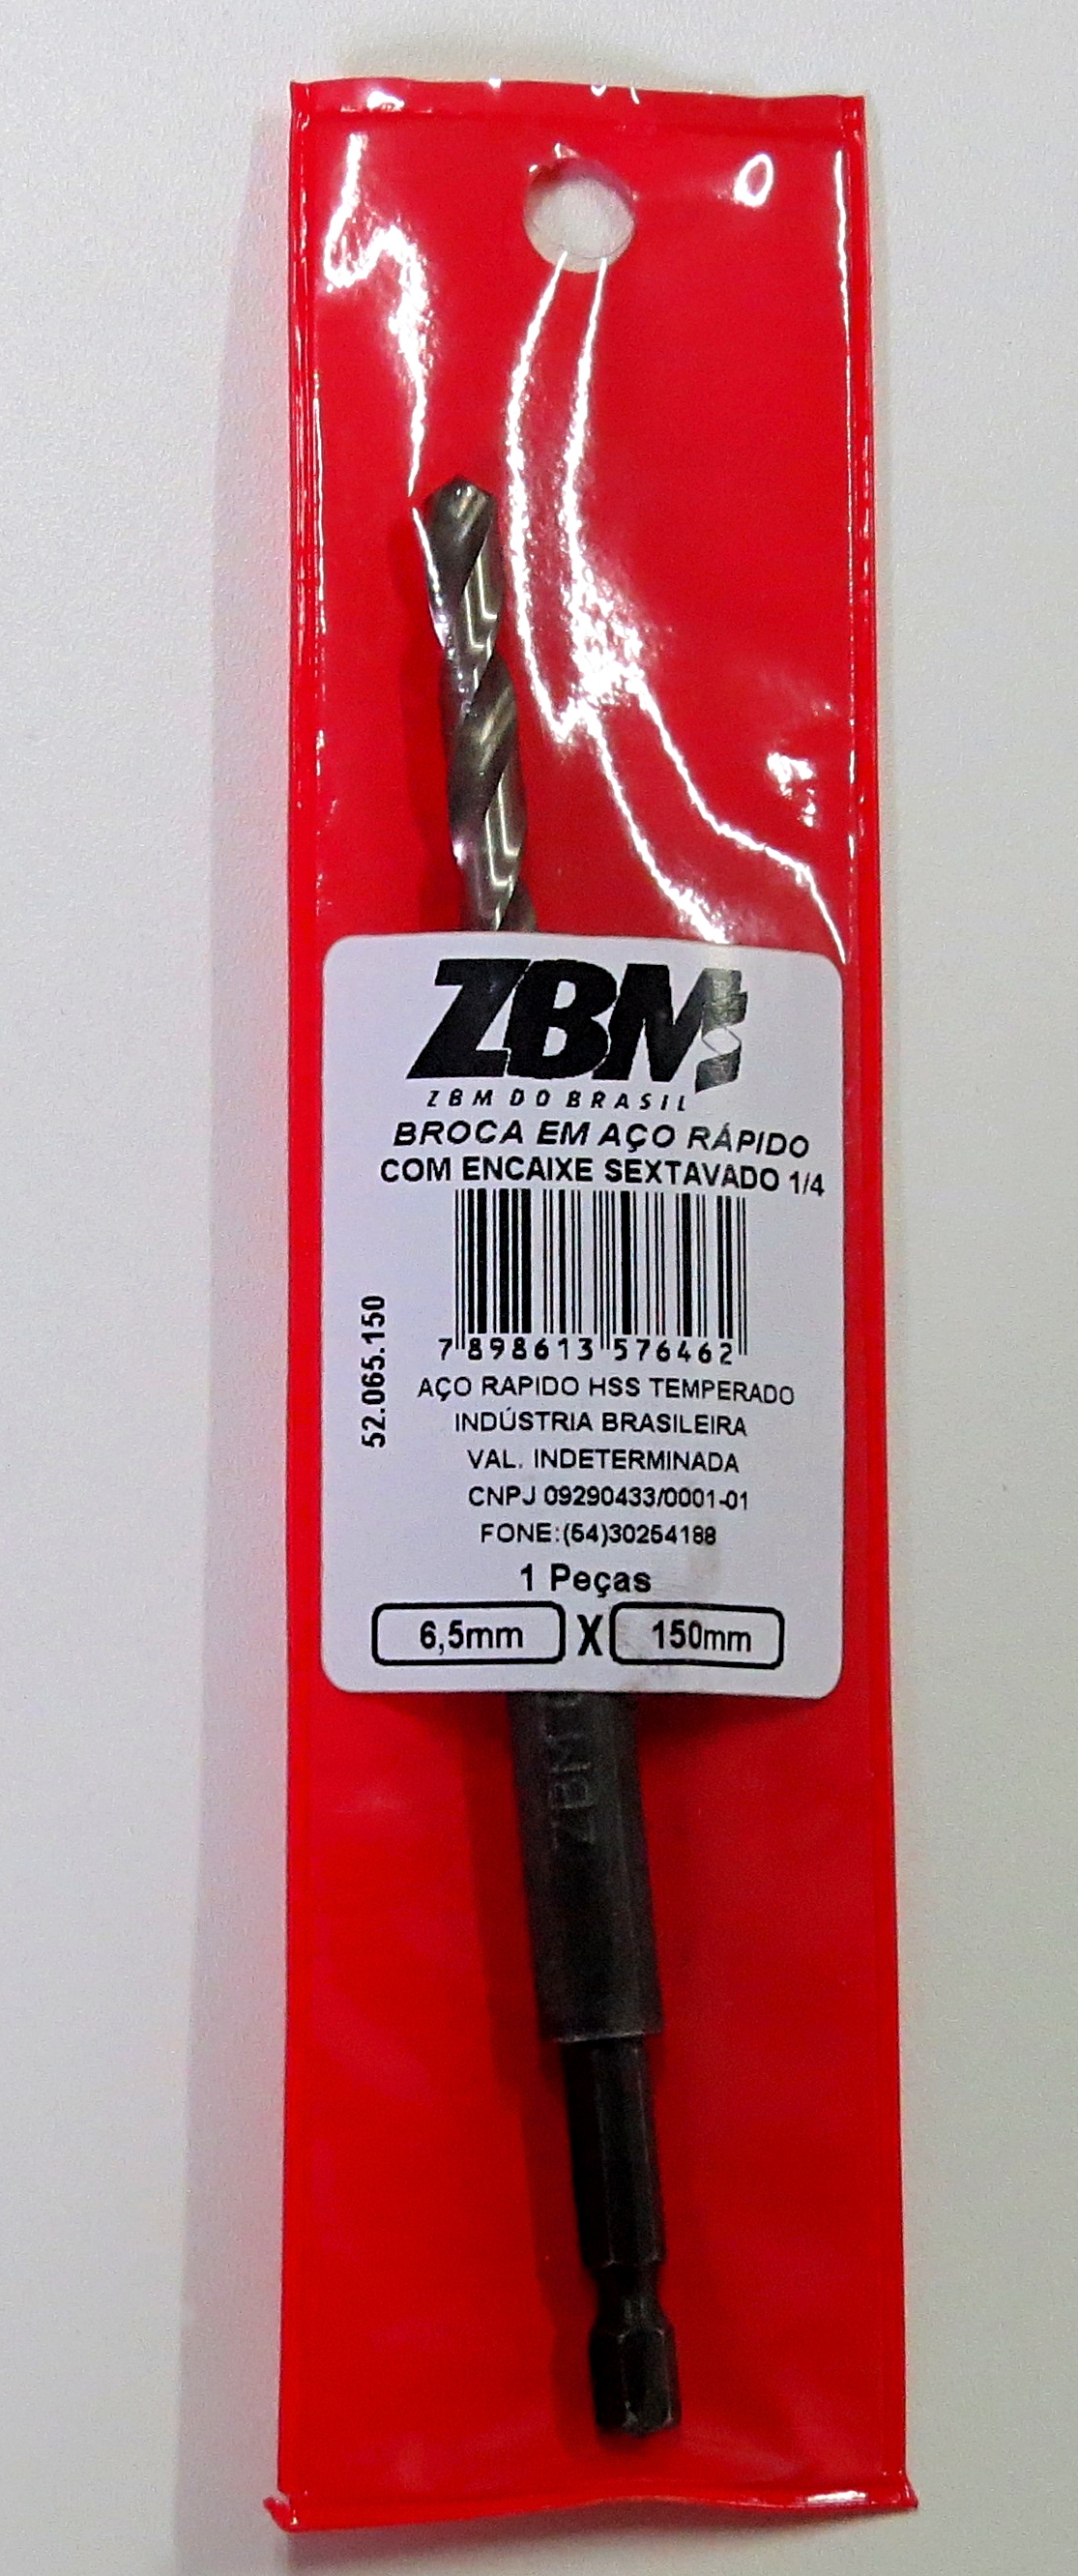 ZBM
ZBM DO BRASIL
BROCA EM AÇO RÁPIDO
COM ENCAIXE SEXTAVADO 1/4
7 898613 576462
52.065.150
AÇO RAPIDO HSS TEMPERADO
INDÚSTRIA BRASILEIRA
VAL. INDETERMINADA
CNPJ 09290433/0001-01
FONE:(54)30254188
1 Peças
6,5mm X 150mm
ZBM